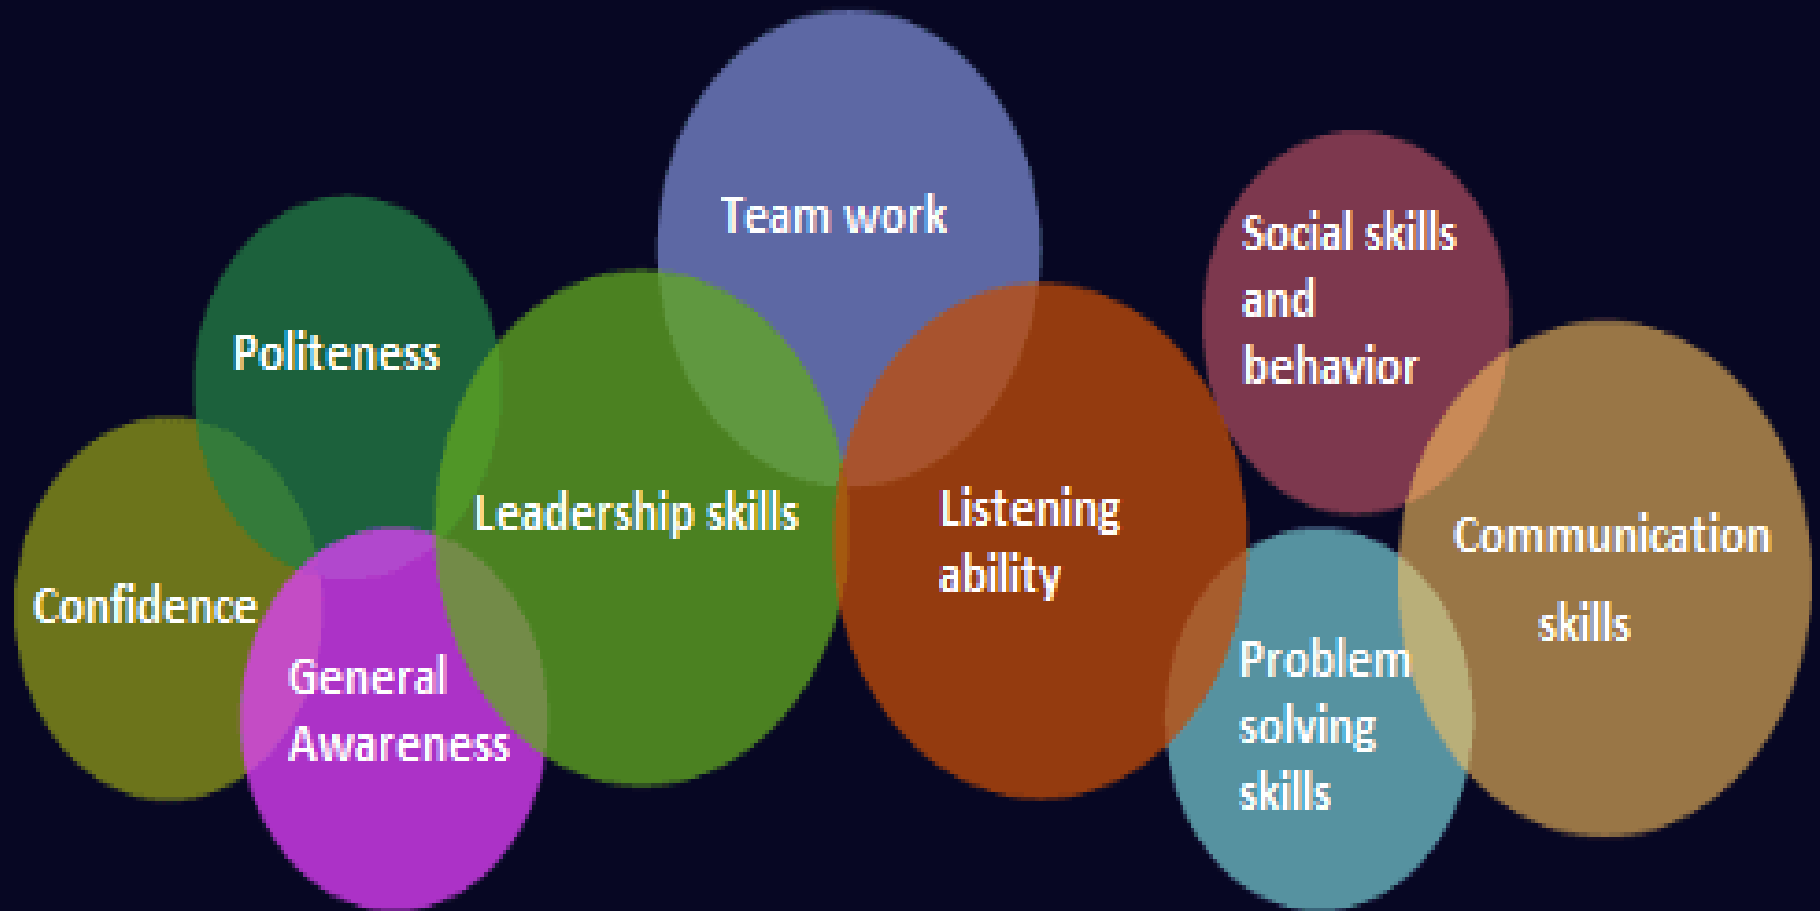 Team work
Social skills
and
behavior
Politeness
Leadership skills
Listening
ability
Communication
skills
Confidence
General
Awareness
Problem
solving
skills